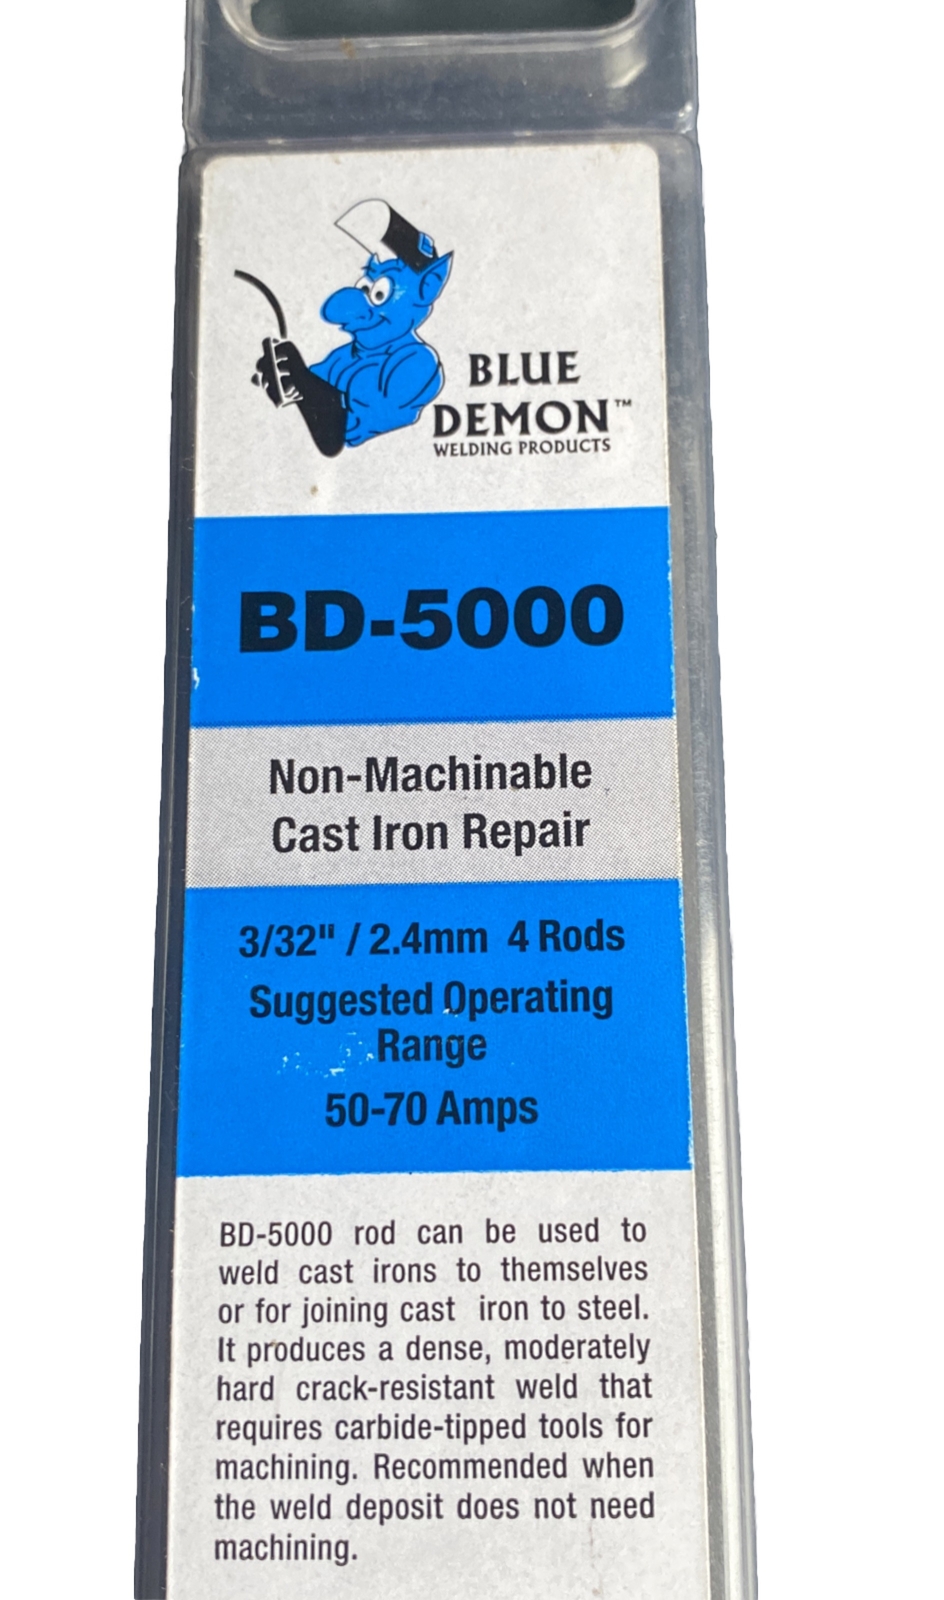 BLUE
DEMON™
WELDING PRODUCTS
BD-5000
Non-Machinable
Cast Iron Repair
3/32" / 2.4mm 4 Rods
Suggested Operating
Range
50-70 Amps
BD-5000 rod can be used to
weld cast irons to themselves
or for joining cast iron to steel.
It produces a dense, moderately
hard crack-resistant weld that
requires carbide-tipped tools for
machining. Recommended when
the weld deposit does not need
machining.